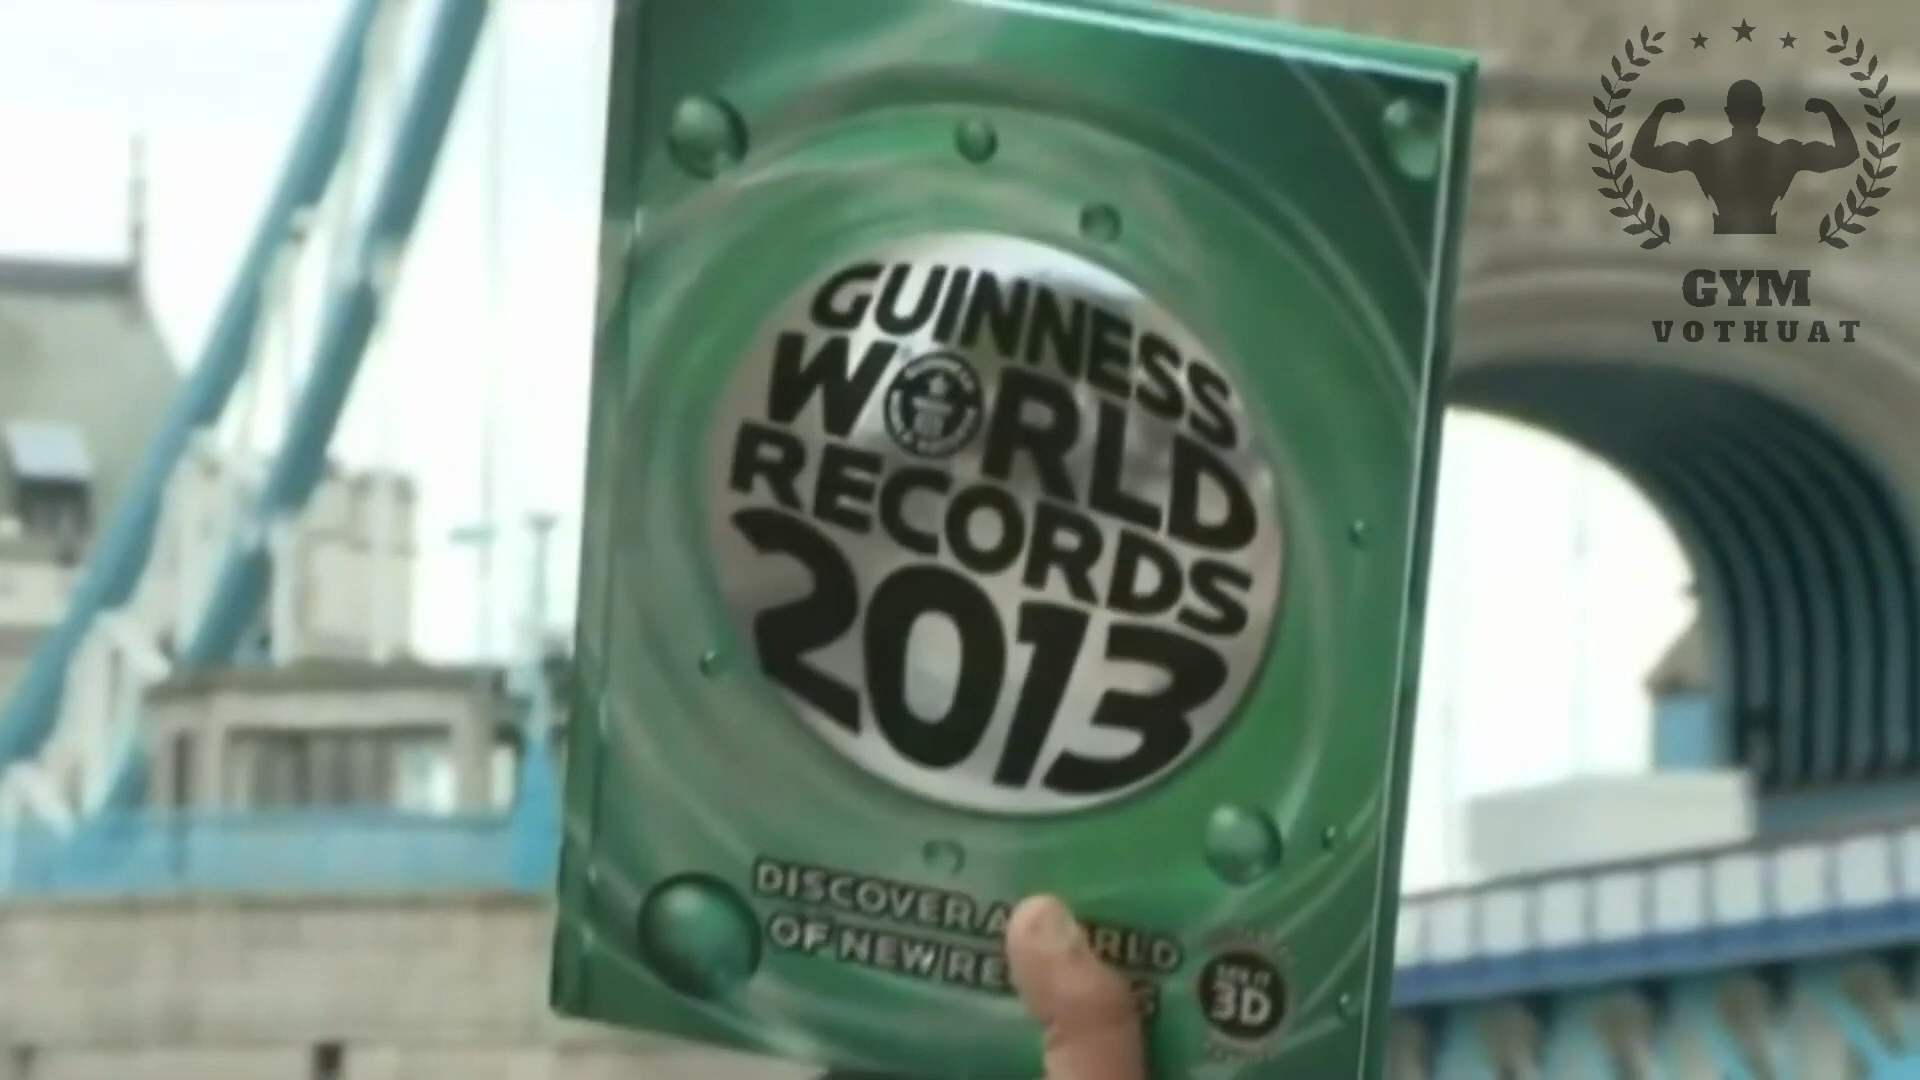 GUINNESS
WORLD
RECORDS
2013
DISCOVER A
OF NEW
3D
GYM
VOTHUAT